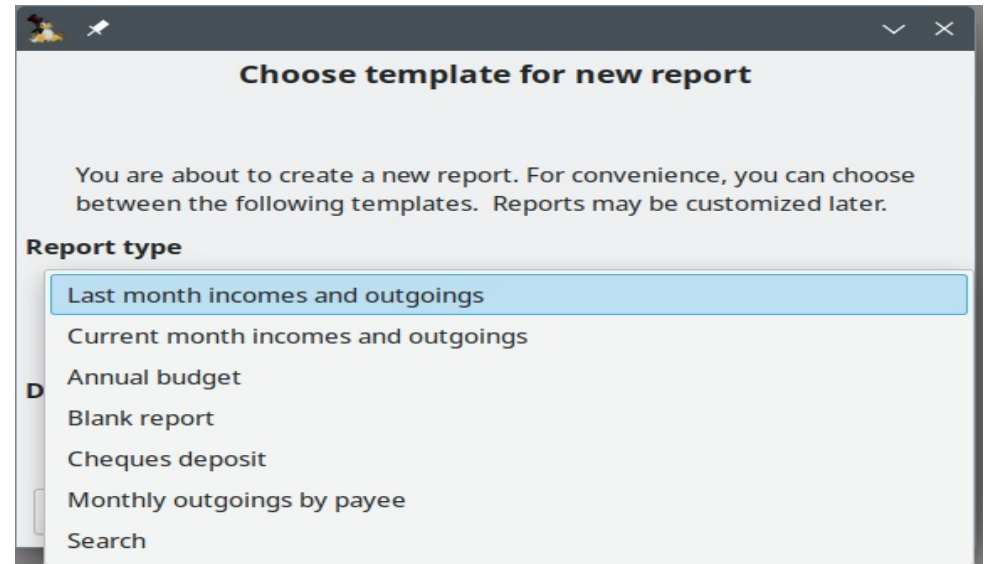 Choose template for new report
You are about to create a new report. For convenience, you can choose
between the following templates.  Reports may be customized later.
Report type
Last month incomes and outgoings
Current month incomes and outgoings
Annual budget
D
Blank report
Cheques deposit
Monthly outgoings by payee
Search